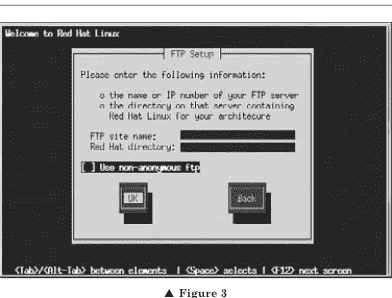 Welcome to Red Hat Linux
FTP Setup
Please enter the following information:
o the name or IP number of your FTP server
o the directory on that server containing
Red Hat Linux for your architecure
FTP site name:
Red Hat directory:
[ ] Use non-anonymous ftp
OK
Back
<Tab>/<Alt-Tab> between elements | <Space> selects | <F12> next screen
▲ Figure 3